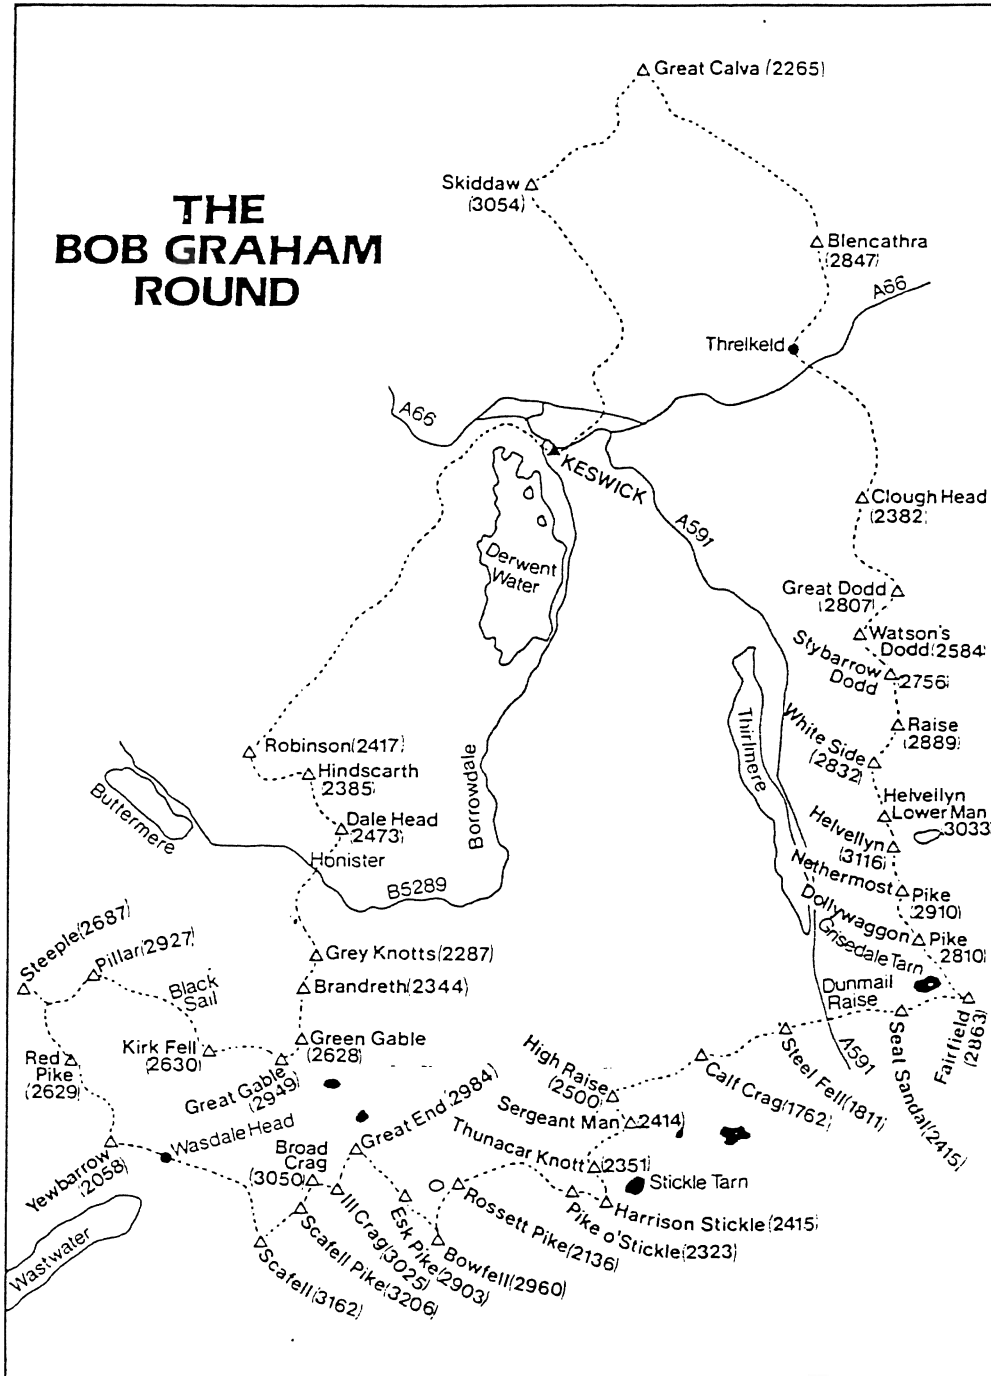 THE
BOB GRAHAM
ROUND
Great Calva (2265)
Skiddaw
(3054)
Blencathra
(2847)
A66
Threlkeld
A66
KESWICK
A591
Derwent
Water
Clough Head
(2382)
Great Dodd
(2807)
Watson's
Dodd (2584)
Stybarrow
Dodd
2756)
Raise
(2889)
White Side
(2832)
Thirlmere
Helvellyn
Lower Man
3033
Helvellyn
(3116)
Nethermost Pike
(2910)
Dollywaggon Pike
2810)
Grisedale Tarn
Dunmail
Raise
Fairfield
(2863)
Seat Sandal (2415)
A591
Steel Fell (1811)
Calf Crag (1762)
High Raise
(2500)
Sergeant Man
2414)
Thunacar Knott
(2351)
Stickle Tarn
Harrison Stickle (2415)
Pike o'Stickle (2323)
Rossett Pike (2136)
Bowfell (2960)
Esk Pike (2903)
Great End (2984)
Ill Crag (3025)
Broad
Crag
(3050)
Scafell Pike (3206)
Scafell (3162)
Wasdale Head
Wastwater
Yewbarrow
(2058)
Red
Pike
(2629)
Steeple (2687)
Pillar (2927)
Black
Sail
Kirk Fell
(2630)
Great Gable
(2949)
Green Gable
(2628)
Brandreth (2344)
Grey Knotts (2287)
Honister
B5289
Borrowdale
Buttermere
Dale Head
(2473)
Hindscarth
2385)
Robinson (2417)